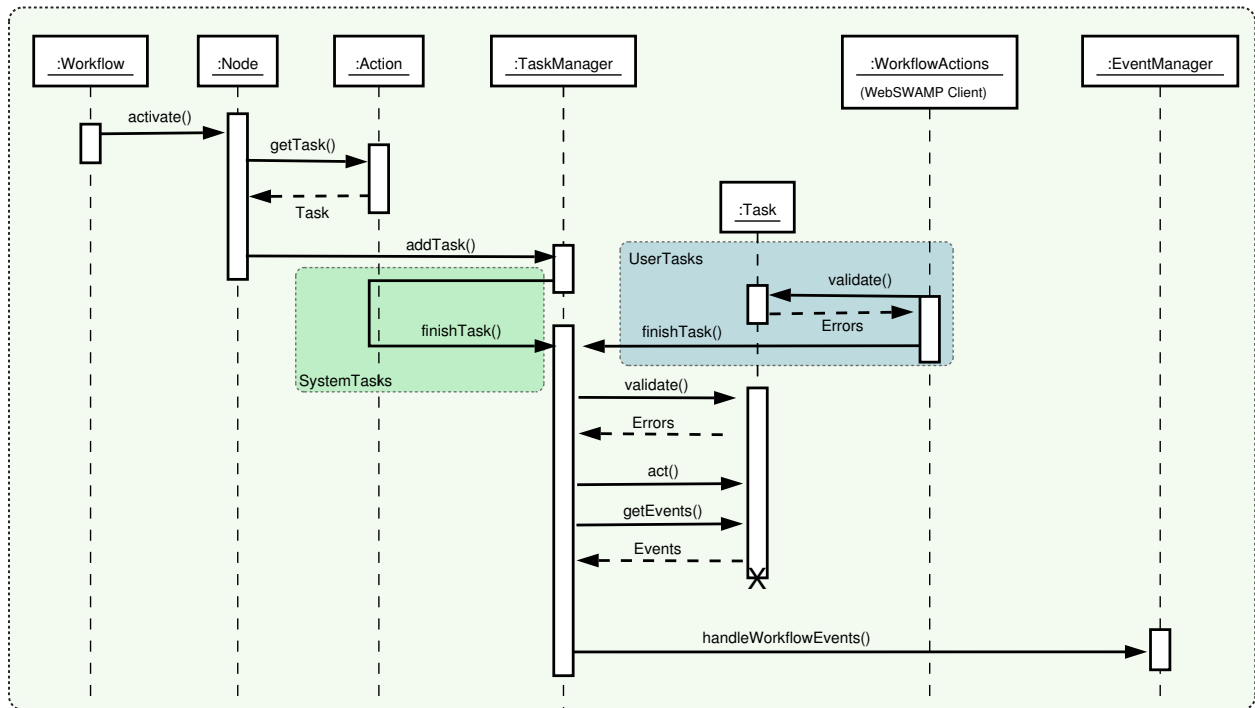 :Workflow
:Node
:Action
:TaskManager
:WorkflowActions
(WebSWAMP Client)
:EventManager
activate()
getTask()
Task
:Task
addTask()
UserTasks
validate()
Errors
finishTask()
finishTask()
SystemTasks
validate()
Errors
act()
getEvents()
Events
X
handleWorkflowEvents()